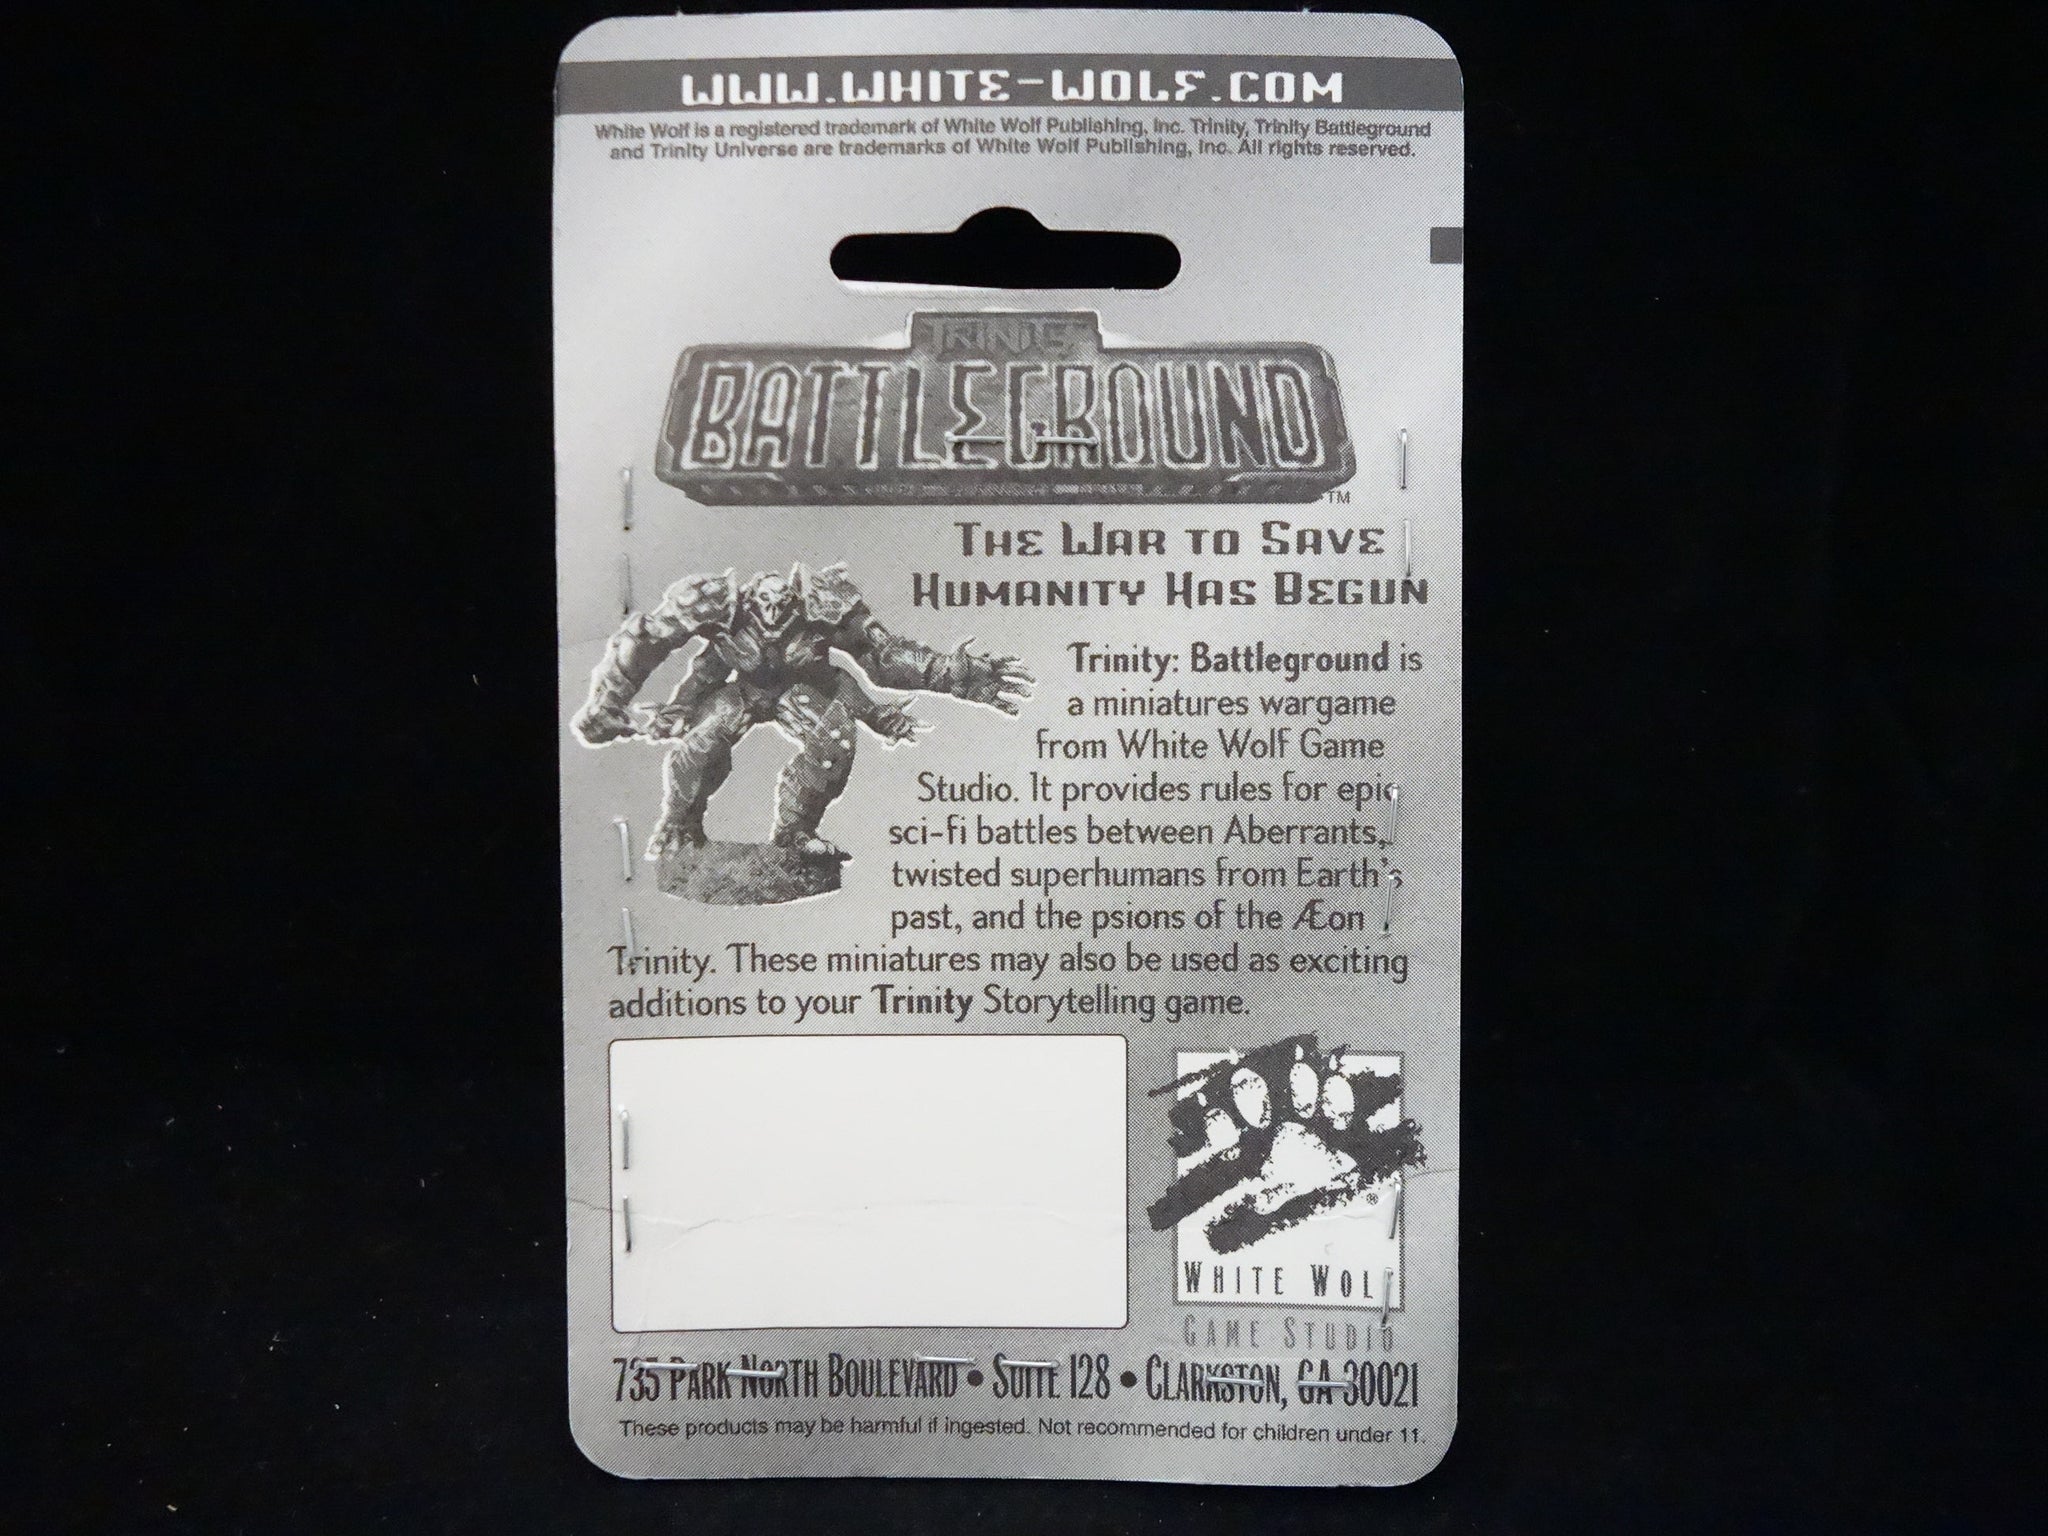 WWW.WHITE-WOLF.COM
White Wolf is a registered trademark of White Wolf Publishing, Inc. Trinity, Trinity Battleground
and Trinity Universe are trademarks of White Wolf Publishing, Inc. All rights reserved.
TRINITY
BATTLEGROUND
TM
The War to Save
Humanity Has Begun
Trinity: Battleground is
a miniatures wargame
from White Wolf Game
Studio. It provides rules for epic
sci-fi battles between Aberrants,
twisted superhumans from Earth's
past, and the psions of the Æon
Trinity. These miniatures may also be used as exciting
additions to your Trinity Storytelling game.
®
White Wolf
Game Studio
735 Park North Boulevard • Suite 128 • Clarkston, GA 30021
These products may be harmful if ingested. Not recommended for children under 11.